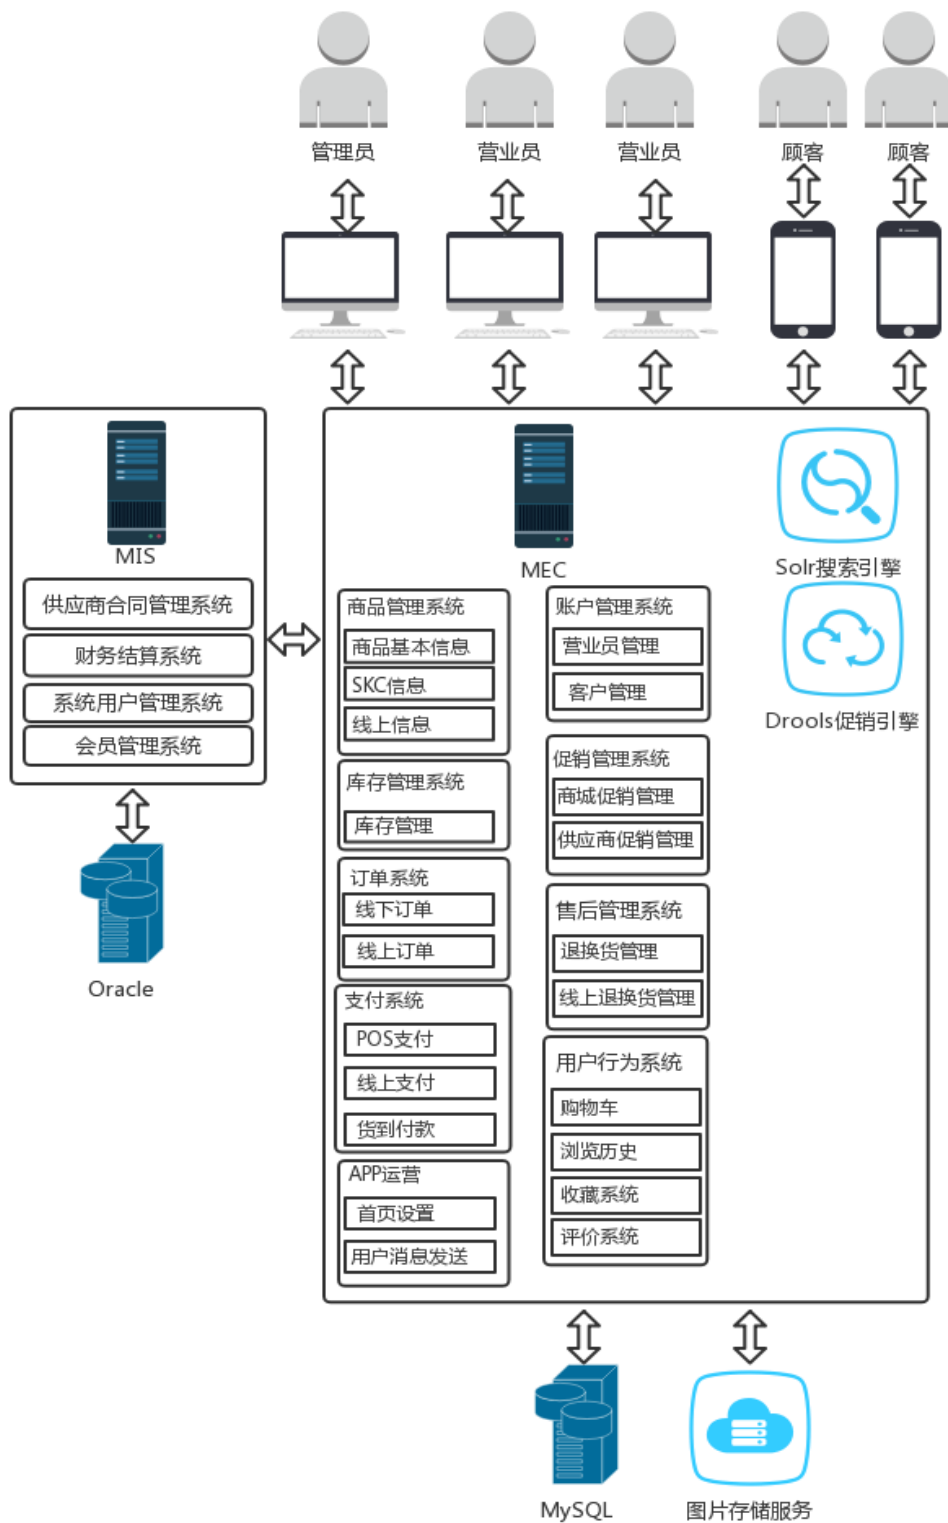 管理员
营业员
营业员
顾客
顾客
MIS
供应商合同管理系统
财务结算系统
系统用户管理系统
会员管理系统
Oracle
MEC
商品管理系统
商品基本信息
SKC信息
线上信息
库存管理系统
库存管理
订单系统
线下订单
线上订单
支付系统
POS支付
线上支付
货到付款
APP运营
首页设置
用户消息发送
账户管理系统
营业员管理
客户管理
促销管理系统
商城促销管理
供应商促销管理
售后管理系统
退换货管理
线上退换货管理
用户行为系统
购物车
浏览历史
收藏系统
评价系统
Solr搜索引擎
Drools促销引擎
MySQL
图片存储服务